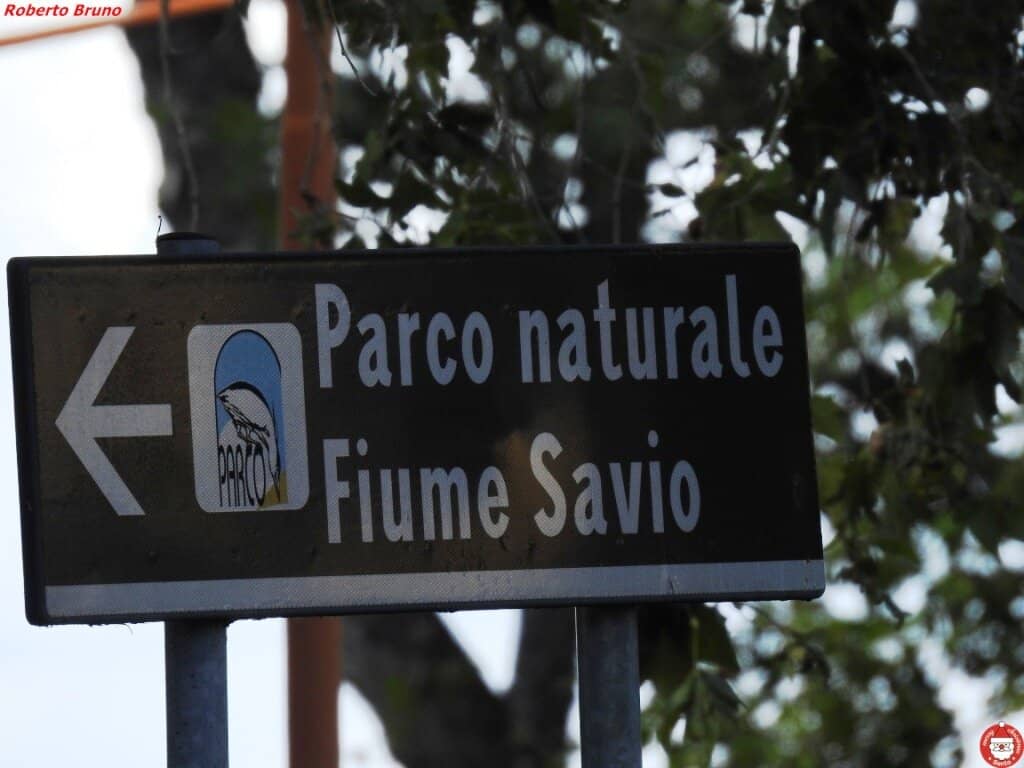 Roberto Bruno
Parco naturale
PARCO
Fiume Savio